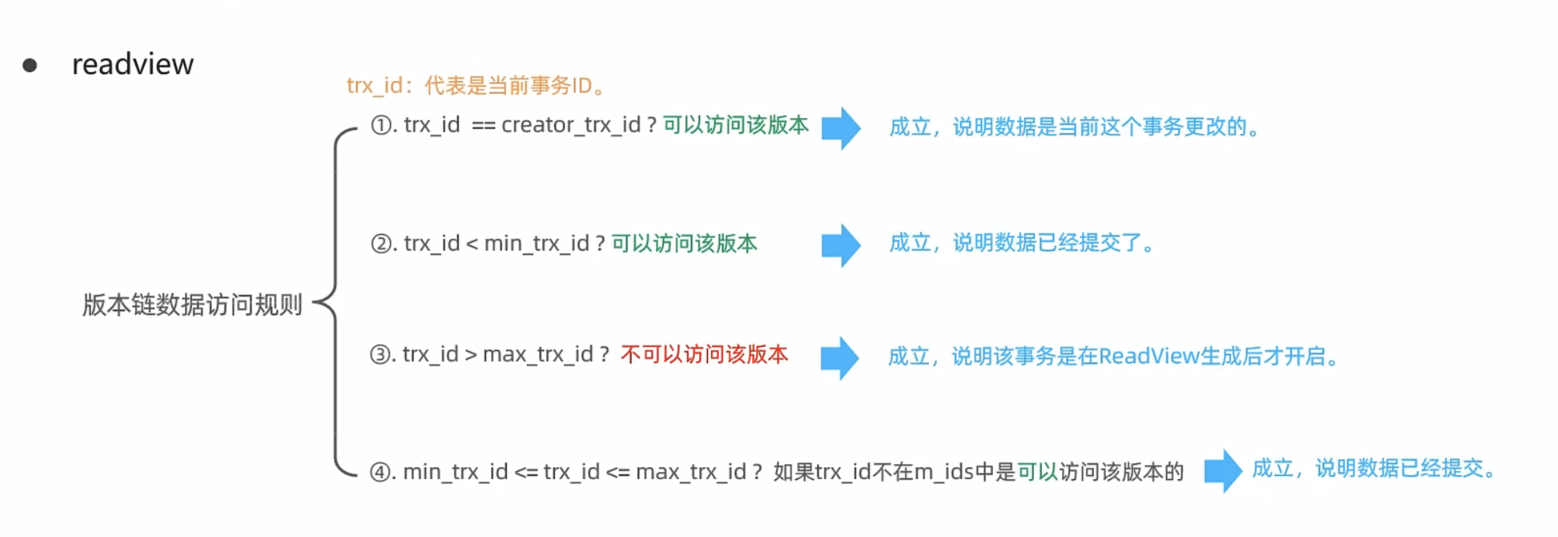 ● readview
trx_id：代表是当前事务ID。
①. trx_id == creator_trx_id ? 可以访问该版本 成立，说明数据是当前这个事务更改的。
②. trx_id < min_trx_id ? 可以访问该版本 成立，说明数据已经提交了。
版本链数据访问规则
③. trx_id > max_trx_id ? 不可以访问该版本 成立，说明该事务是在ReadView生成后才开启。
④. min_trx_id <= trx_id <= max_trx_id ? 如果trx_id不在m_ids中是可以访问该版本的 成立，说明数据已经提交。